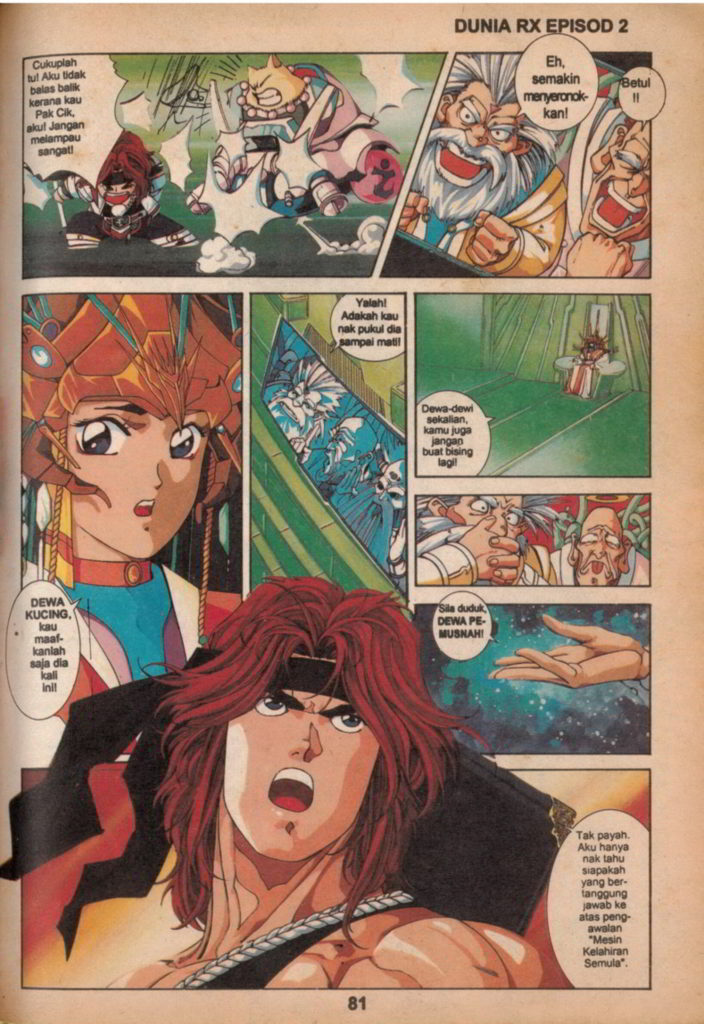 DUNIA RX EPISOD 2
Cukuplah
tu! Aku tidak
balas balik
kerana kau
Pak Cik,
aku! Jangan
melampau
sangat!
Eh,
semakin
menyeronok-
kan!
Betul
!!
Yalah!
Adakah kau
nak pukul dia
sampai mati!
Dewa-dewi
sekalian,
kamu juga
jangan
buat bising
lagi!
DEWA
KUCING,
kau
maaf-
kanlah
saja dia
kali
ini!
Sila duduk,
DEWA PE-
MUSNAH!
Tak payah.
Aku hanya
nak tahu
siapakah
yang ber-
tanggung
jawab ke
atas peng-
awalan
"Mesin
Kelahiran
Semula".
81